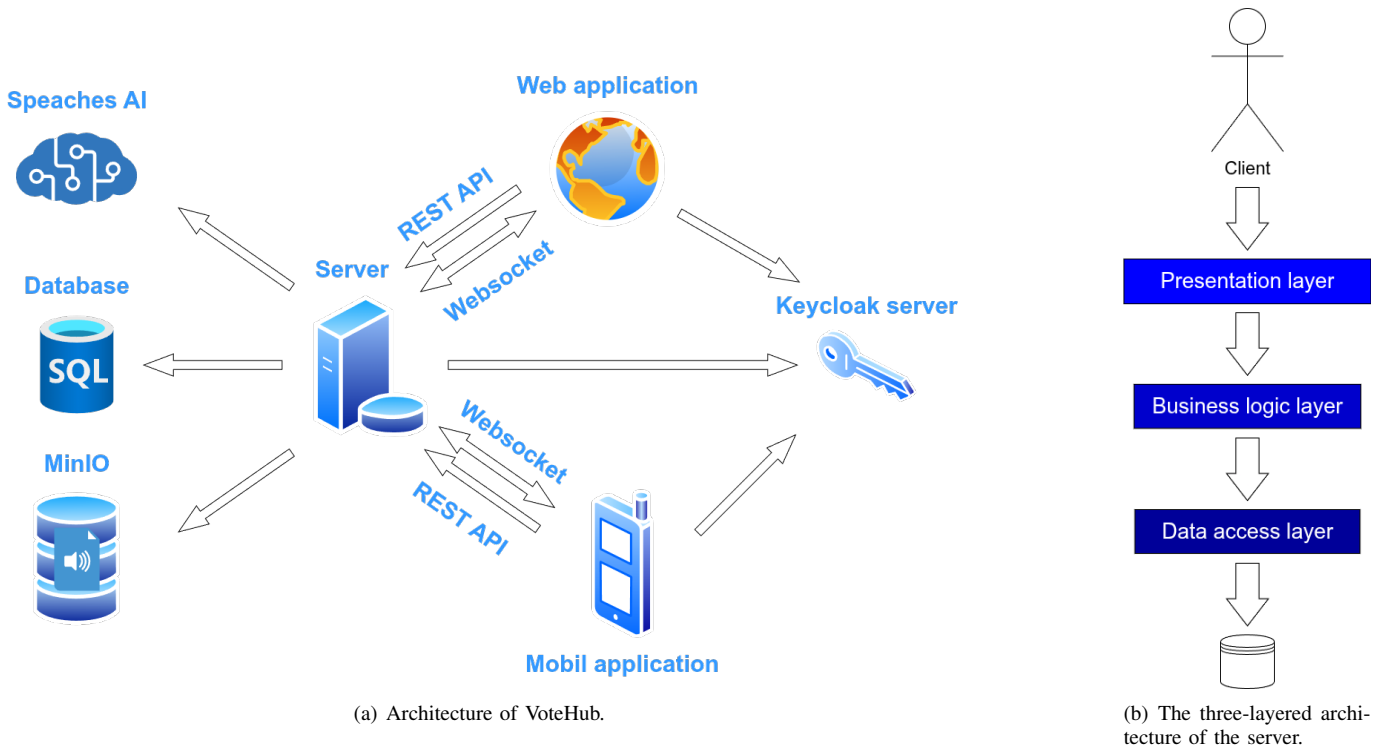 Web application
Speaches AI
REST API
Websocket
Server
Database
Keycloak server
SQL
Websocket
REST API
MinIO
Mobil application
(a) Architecture of VoteHub.
Client
Presentation layer
Business logic layer
Data access layer
(b) The three-layered archi-
tecture of the server.